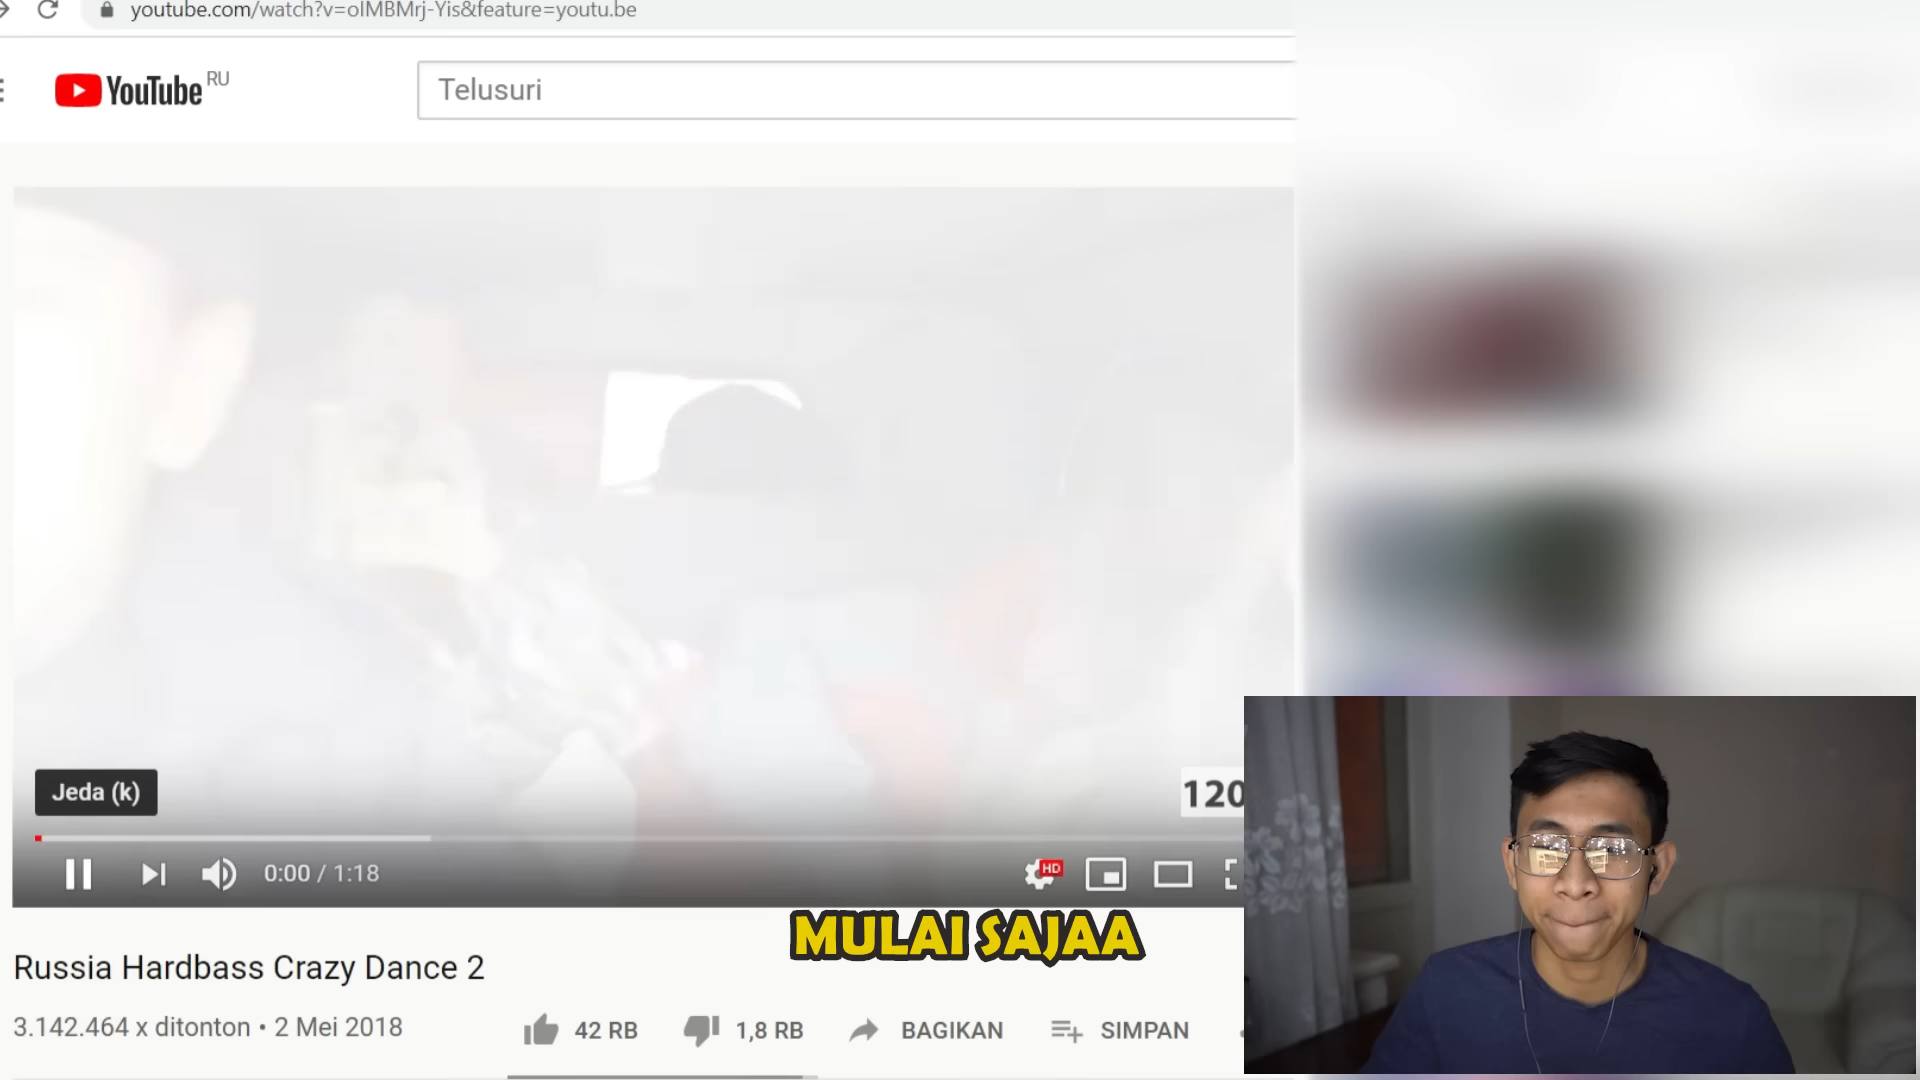 youtube.com/watch?v=oIMBMrj-Yis&feature=youtu.be
YouTube RU
Telusuri
Jeda (k)
120
0:00 / 1:18
HD
MULAI SAJAA
Russia Hardbass Crazy Dance 2
3.142.464 x ditonton • 2 Mei 2018
42 RB
1,8 RB
BAGIKAN
SIMPAN